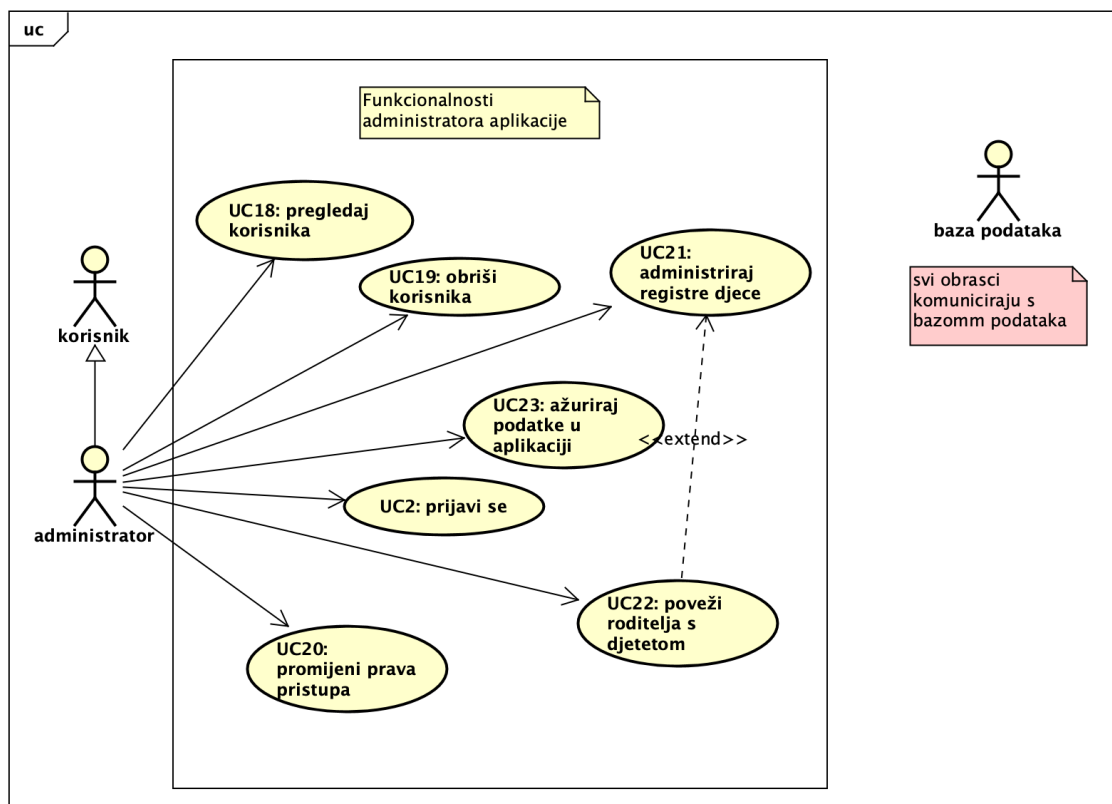 uc
Funkcionalnosti
administratora aplikacije
UC18: pregledaj
korisnika
baza podataka
UC21:
administriraj
registre djece
UC19: obriši
korisnika
svi obrasci
komuniciraju s
bazomm podataka
korisnik
UC23: ažuriraj
podatke u
aplikaciji
<<extend>>
UC2: prijavi se
administrator
UC22: poveži
roditelja s
djetetom
UC20:
promijeni prava
pristupa